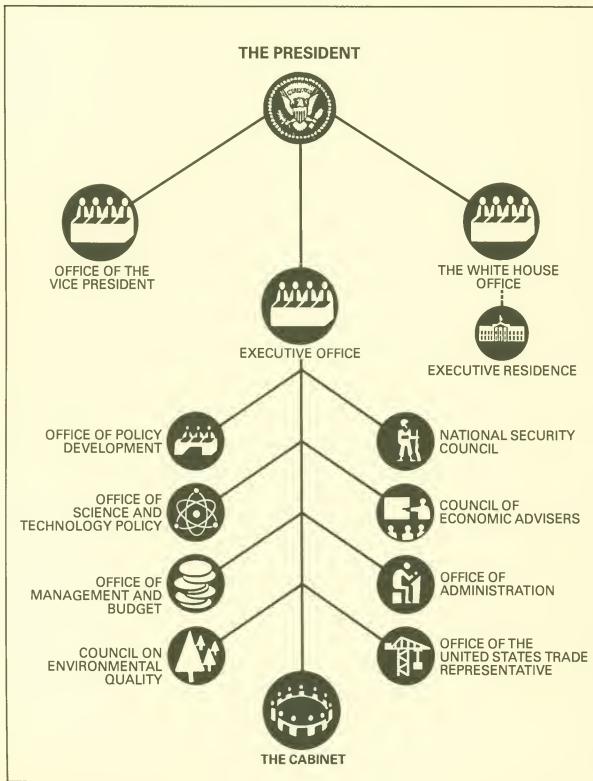 THE PRESIDENT
OFFICE OF THE
VICE PRESIDENT
THE WHITE HOUSE
OFFICE
EXECUTIVE OFFICE
EXECUTIVE RESIDENCE
OFFICE OF POLICY
DEVELOPMENT
NATIONAL SECURITY
COUNCIL
OFFICE OF
SCIENCE AND
TECHNOLOGY POLICY
COUNCIL OF
ECONOMIC ADVISERS
OFFICE OF
MANAGEMENT AND
BUDGET
OFFICE OF
ADMINISTRATION
COUNCIL ON
ENVIRONMENTAL
QUALITY
OFFICE OF THE
UNITED STATES TRADE
REPRESENTATIVE
THE CABINET